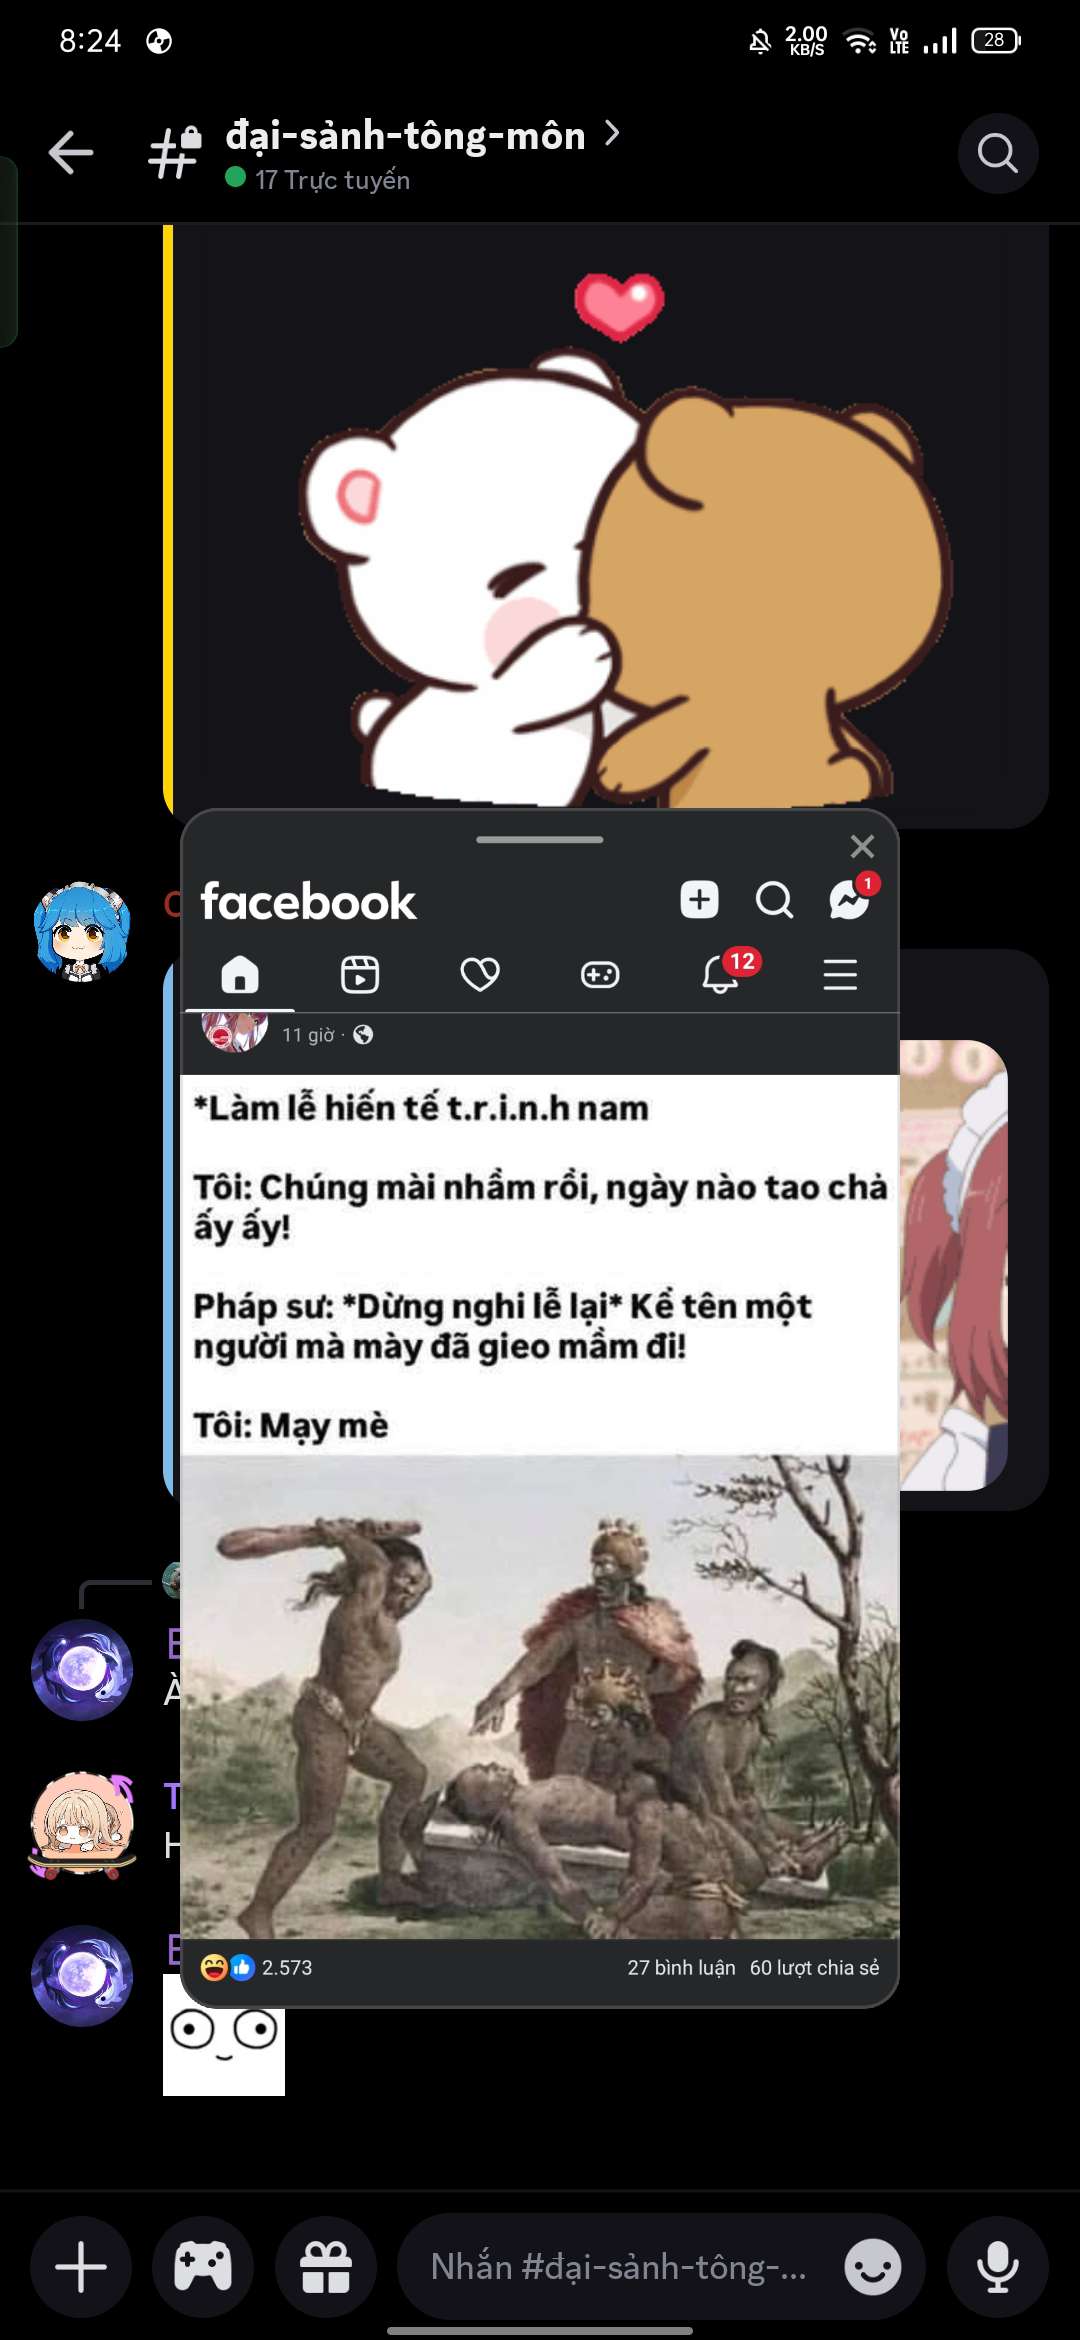 8:24
2.00
KB/S
Vo
LTE
28
đại-sảnh-tông-môn
17 Trực tuyến
facebook
1
12
11 giờ ·
*Làm lễ hiến tế t.r.i.n.h nam
Tôi: Chúng mài nhầm rồi, ngày nào tao chả
ấy ấy!
Pháp sư: *Dừng nghi lễ lại* Kể tên một
người mà mày đã gieo mầm đi!
Tôi: Mạy mè
2.573
27 bình luận 60 lượt chia sẻ
À
T
H
Nhắn #đại-sảnh-tông-...